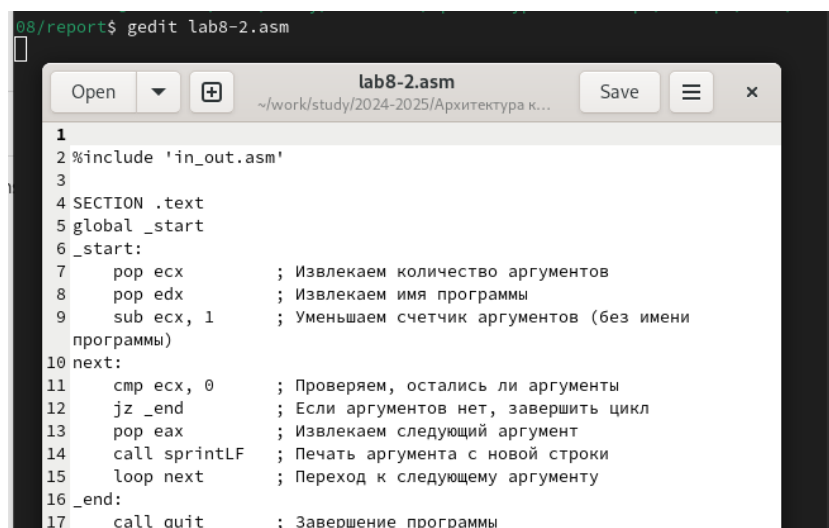 08/report$ gedit lab8-2.asm
Open
lab8-2.asm
~/work/study/2024-2025/Архитектура к...
Save
1
2 %include 'in_out.asm'
3
4 SECTION .text
5 global _start
6 _start:
7 pop ecx ; Извлекаем количество аргументов
8 pop edx ; Извлекаем имя программы
9 sub ecx, 1 ; Уменьшаем счетчик аргументов (без имени
программы)
10 next:
11 cmp ecx, 0 ; Проверяем, остались ли аргументы
12 jz _end ; Если аргументов нет, завершить цикл
13 pop eax ; Извлекаем следующий аргумент
14 call sprintLF ; Печать аргумента с новой строки
15 loop next ; Переход к следующему аргументу
16 _end:
17 call quit ; Завершение программы